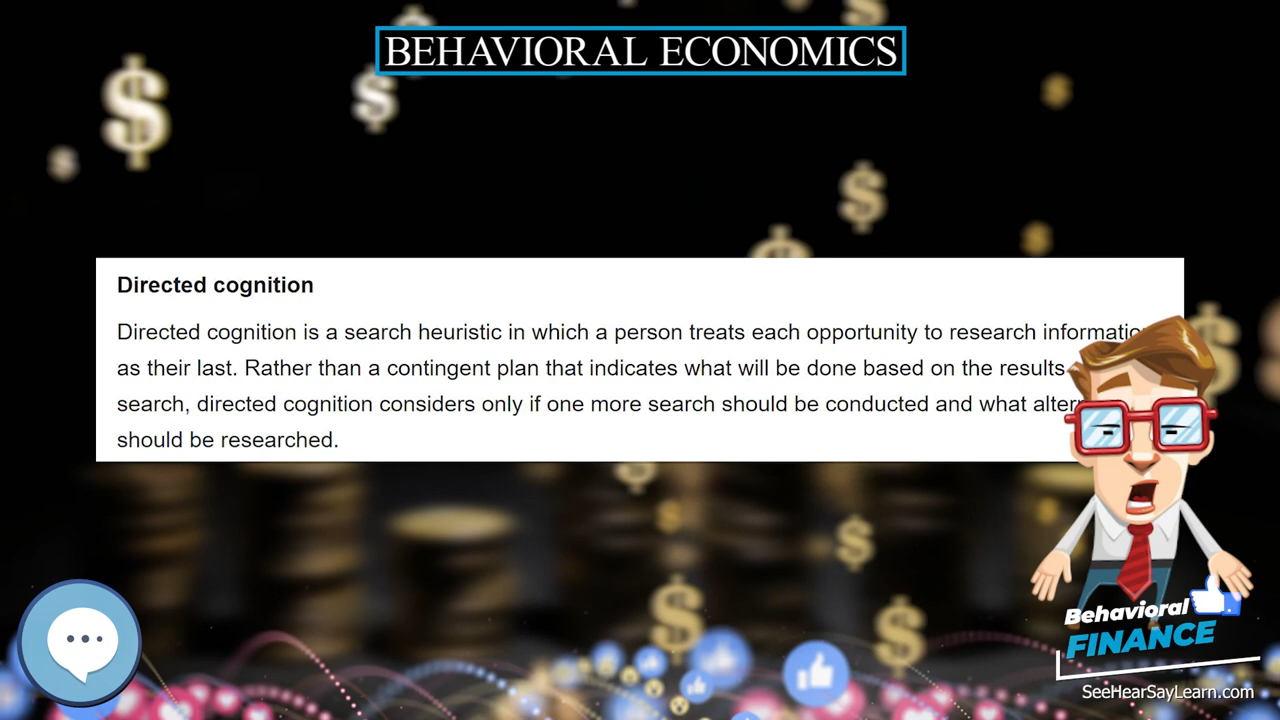 BEHAVIORAL ECONOMICS
Directed cognition
Directed cognition is a search heuristic in which a person treats each opportunity to research
as their last. Rather than a contingent plan that indicates what will be done based on the results
search, directed cognition considers only if one more search should be conducted and what
should be researched.
Behavioral
FINANCE
SeeHearSayLearn.com